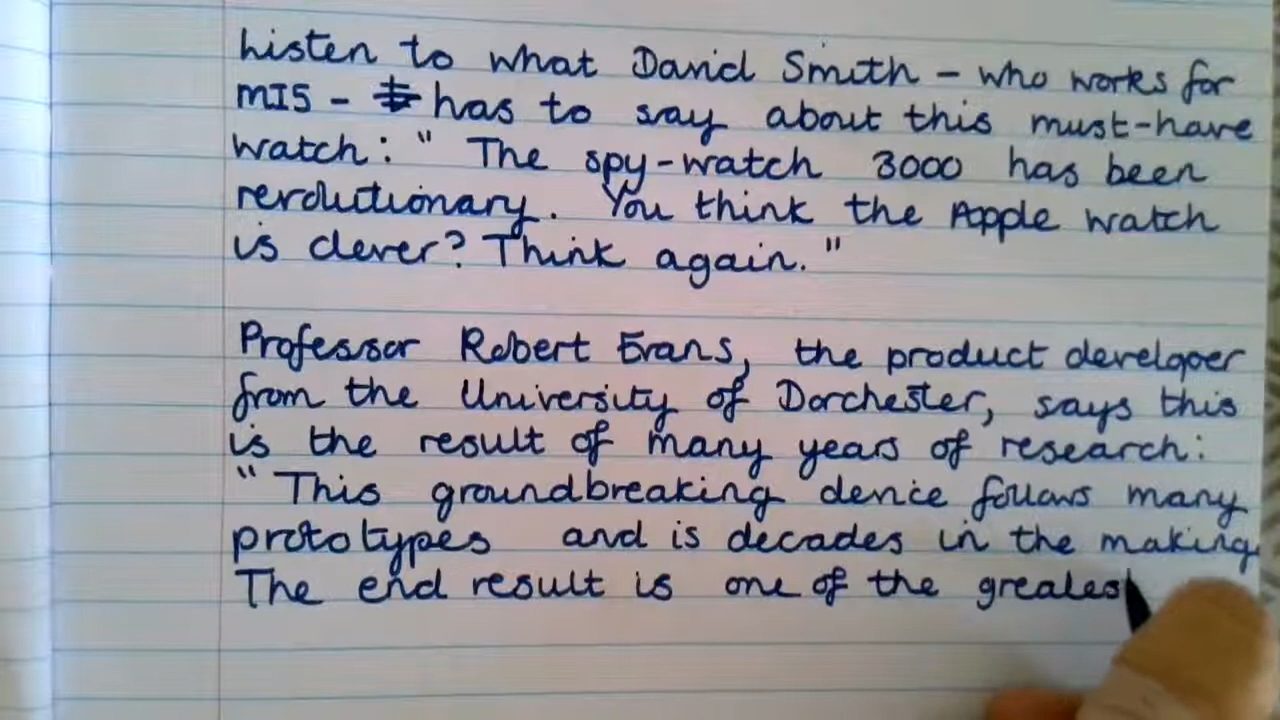 Listen to what David Smith - who works for
MI5 - has to say about this must-have
watch: " The spy-watch 3000 has been
revolutionary. You think the Apple watch
is clever? Think again. "
Professor Robert Evans, the product developer
from the University of Dorchester, says this
is the result of many years of research:
" This groundbreaking device follows many
prototypes and is decades in the making.
The end result is one of the greates